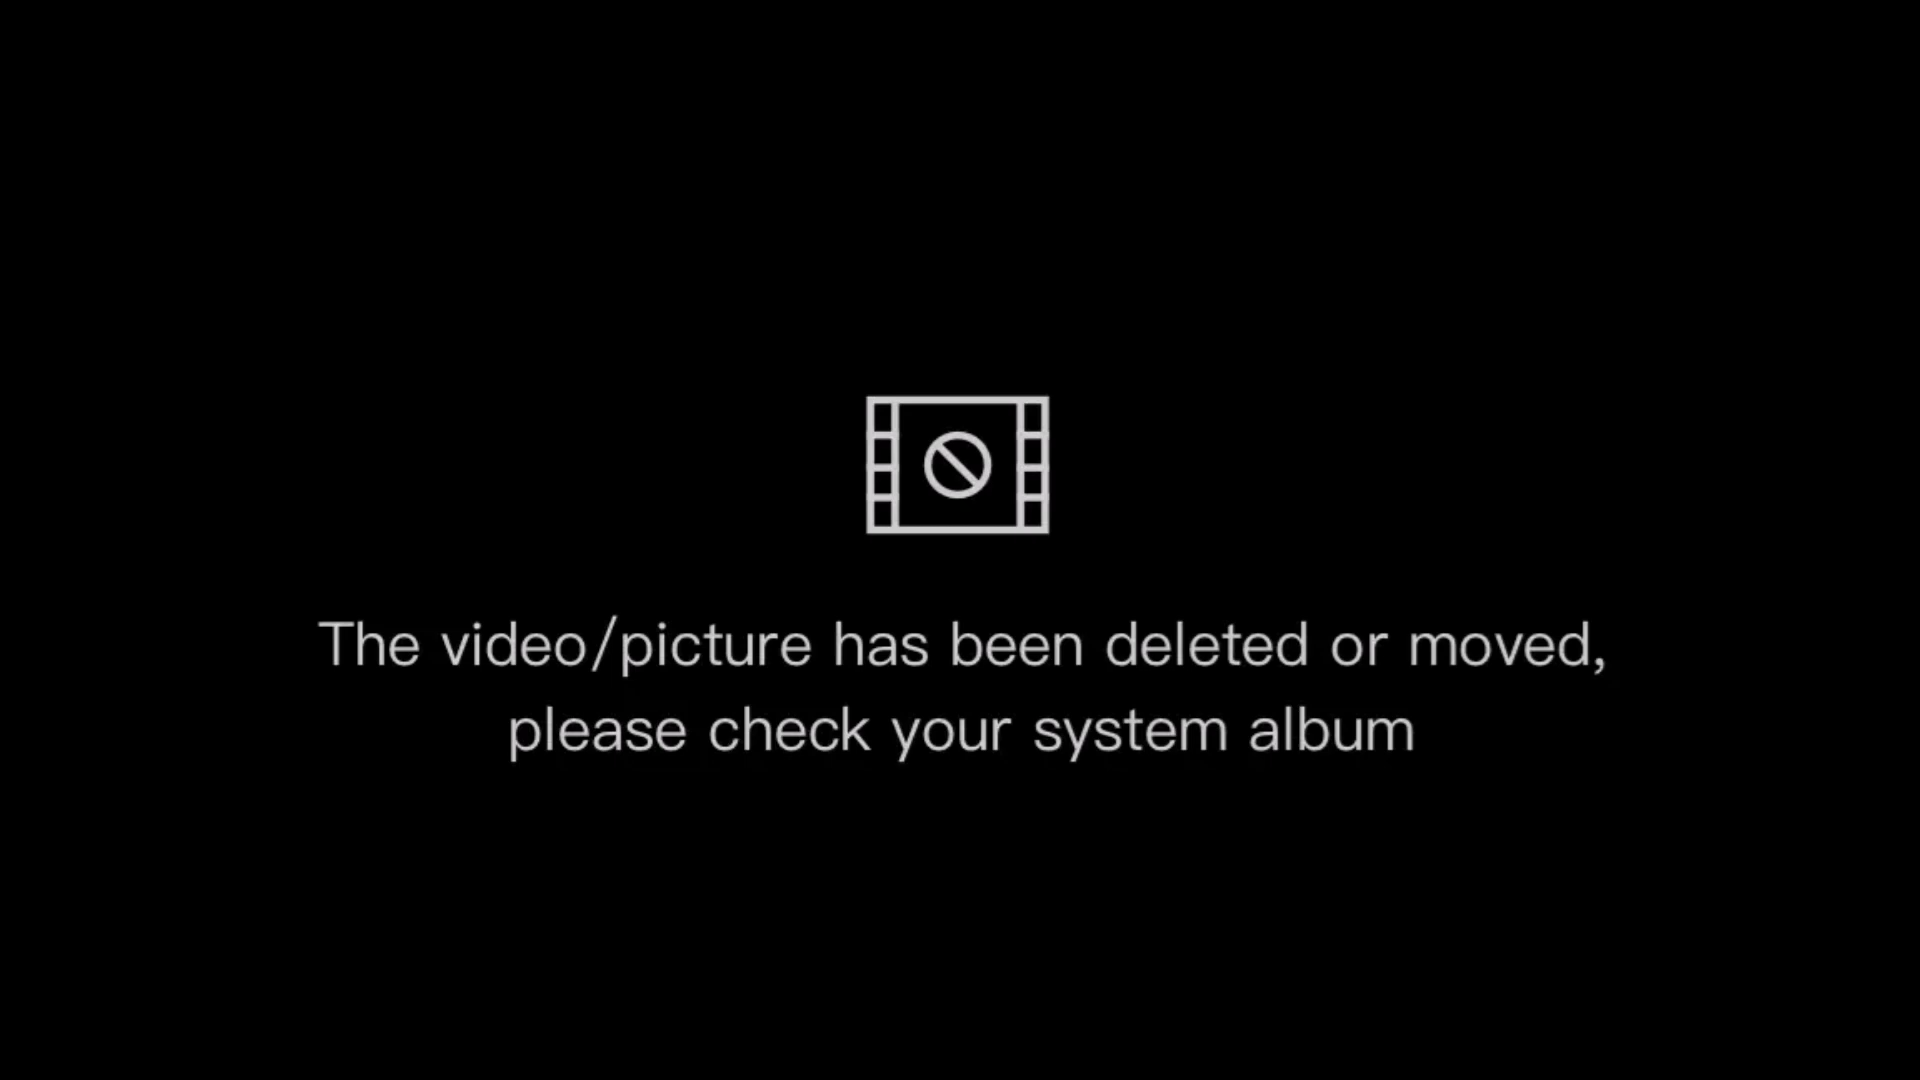 The video/picture has been deleted or moved,
please check your system album